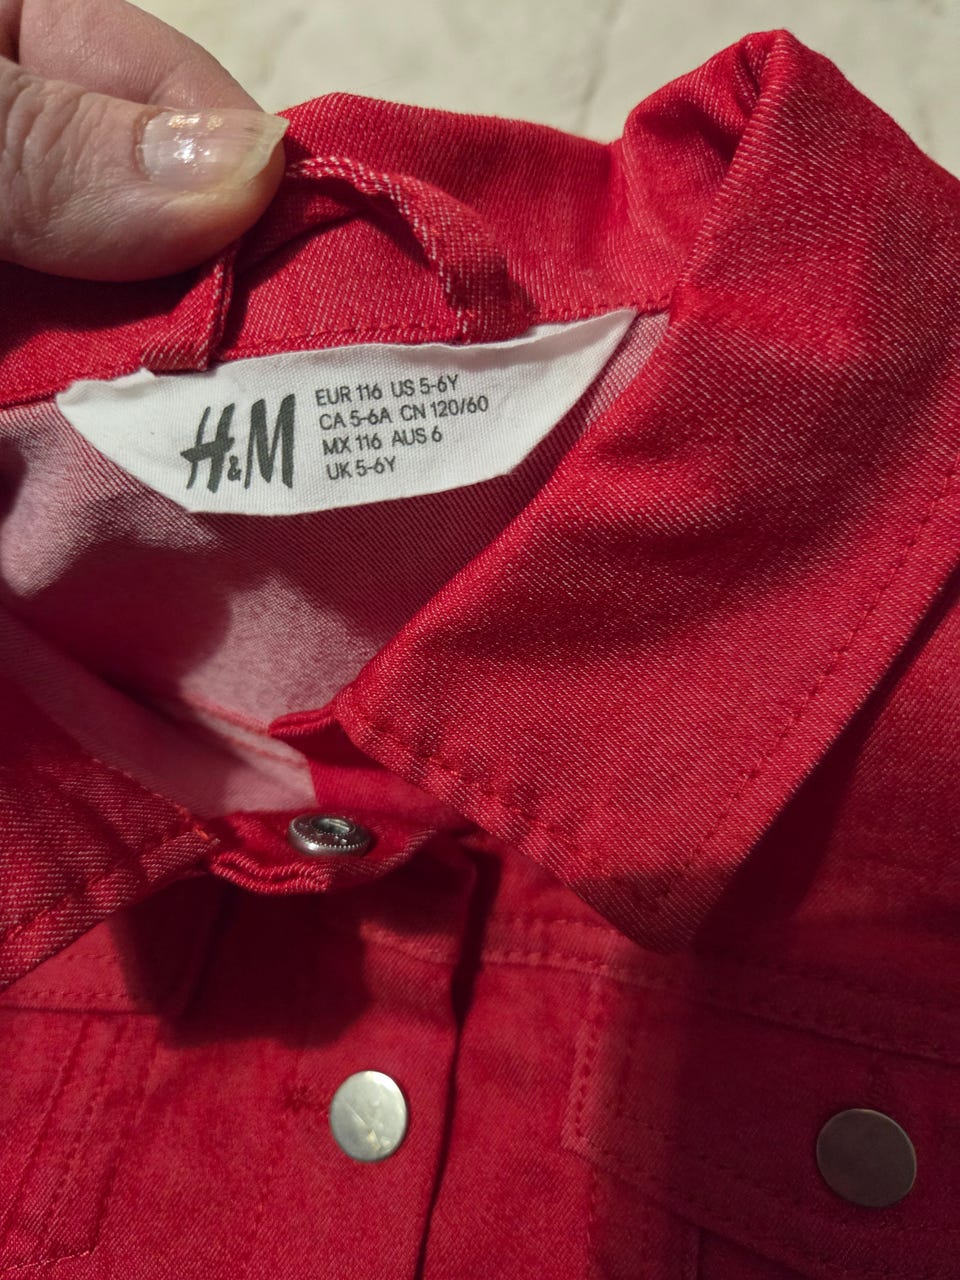 H&M
EUR 116 US 5-6Y
CA 5-6A CN 120/60
MX 116 AUS 6
UK 5-6Y